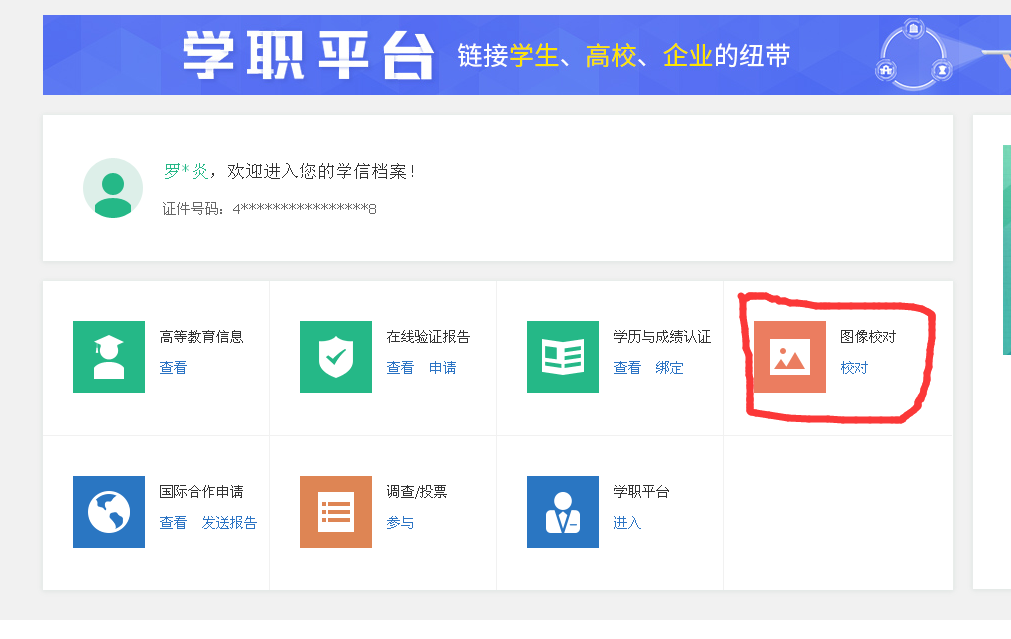 学职平台 链接学生、高校、企业的纽带
罗*炎，欢迎进入您的学信档案！
证件号码：4****************8
高等教育信息
查看
在线验证报告
查看 申请
学历与成绩认证
查看 绑定
图像校对
校对
国际合作申请
查看 发送报告
调查/投票
参与
学职平台
进入